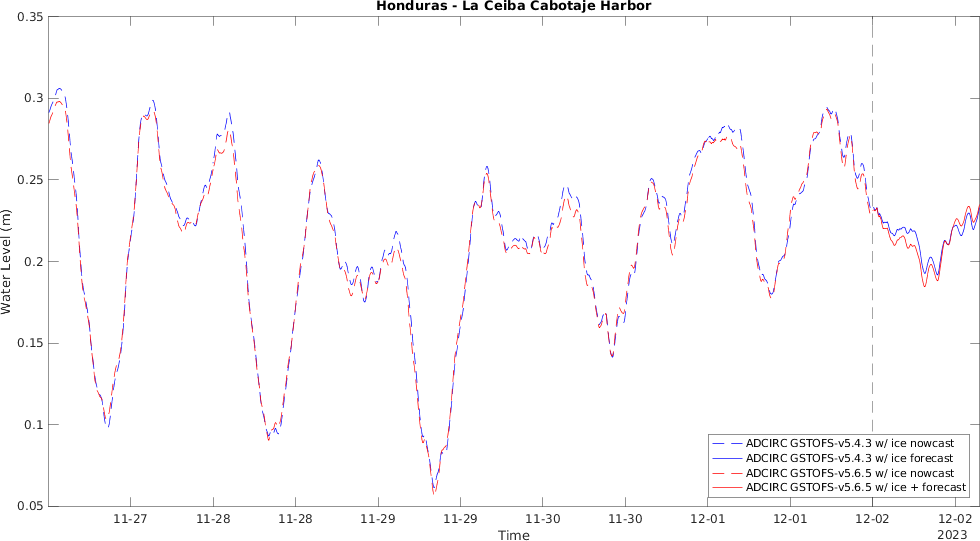 Honduras - La Ceiba Cabotaje Harbor
0.35
0.3
0.25
0.2
0.15
0.1
0.05
Water Level (m)
11-27 11-28 11-28 11-29 11-29 11-30 11-30 12-01 12-01 12-02 12-02
2023
Time
ADCIRC GSTOFS-v5.4.3 w/ ice nowcast
ADCIRC GSTOFS-v5.4.3 w/ ice forecast
ADCIRC GSTOFS-v5.6.5 w/ ice nowcast
ADCIRC GSTOFS-v5.6.5 w/ ice + forecast